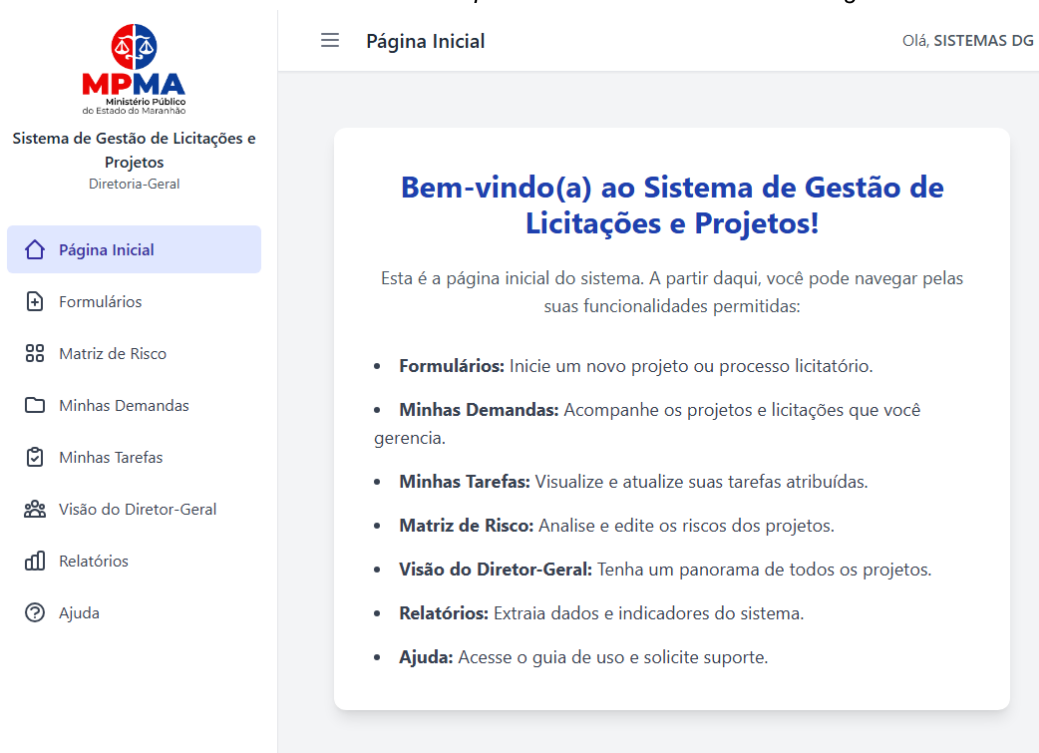 MPMA
Ministério Público
do Estado do Maranhão
Sistema de Gestão de Licitações e
Projetos
Diretoria-Geral
Página Inicial
Formulários
Matriz de Risco
Minhas Demandas
Minhas Tarefas
Visão do Diretor-Geral
Relatórios
Ajuda
Página Inicial
Olá, SISTEMAS DG
Bem-vindo(a) ao Sistema de Gestão de
Licitações e Projetos!
Esta é a página inicial do sistema. A partir daqui, você pode navegar pelas
suas funcionalidades permitidas:
• Formulários: Inicie um novo projeto ou processo licitatório.
• Minhas Demandas: Acompanhe os projetos e licitações que você
gerencia.
• Minhas Tarefas: Visualize e atualize suas tarefas atribuídas.
• Matriz de Risco: Analise e edite os riscos dos projetos.
• Visão do Diretor-Geral: Tenha um panorama de todos os projetos.
• Relatórios: Extraia dados e indicadores do sistema.
• Ajuda: Acesse o guia de uso e solicite suporte.